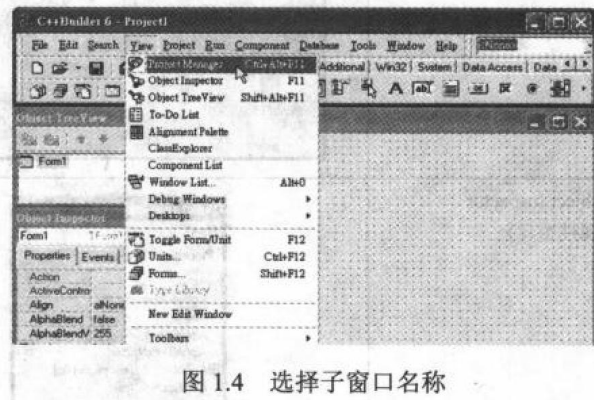 C++Builder 6 - Project1
File Edit Search View Project Run Component Database Tools Window Help
Project Manager Ctrl+Alt+F11
Object Inspector F11
Object TreeView Shift+Alt+F11
To-Do List
Alignment Palette
ClassExplorer
Component List
Window List... Alt+0
Debug Windows
Desktops
Toggle Form/Unit F12
Units... Ctrl+F12
Forms... Shift+F12
Type Library
New Edit Window
Toolbars
Additional Win32 System Data Access Data
Object TreeView
Form1
Object Inspector
Form1
Properties Events
Action
ActiveContro
Align alNone
AlphaBlend false
AlphaBlendV 255
图 1.4 选择子窗口名称